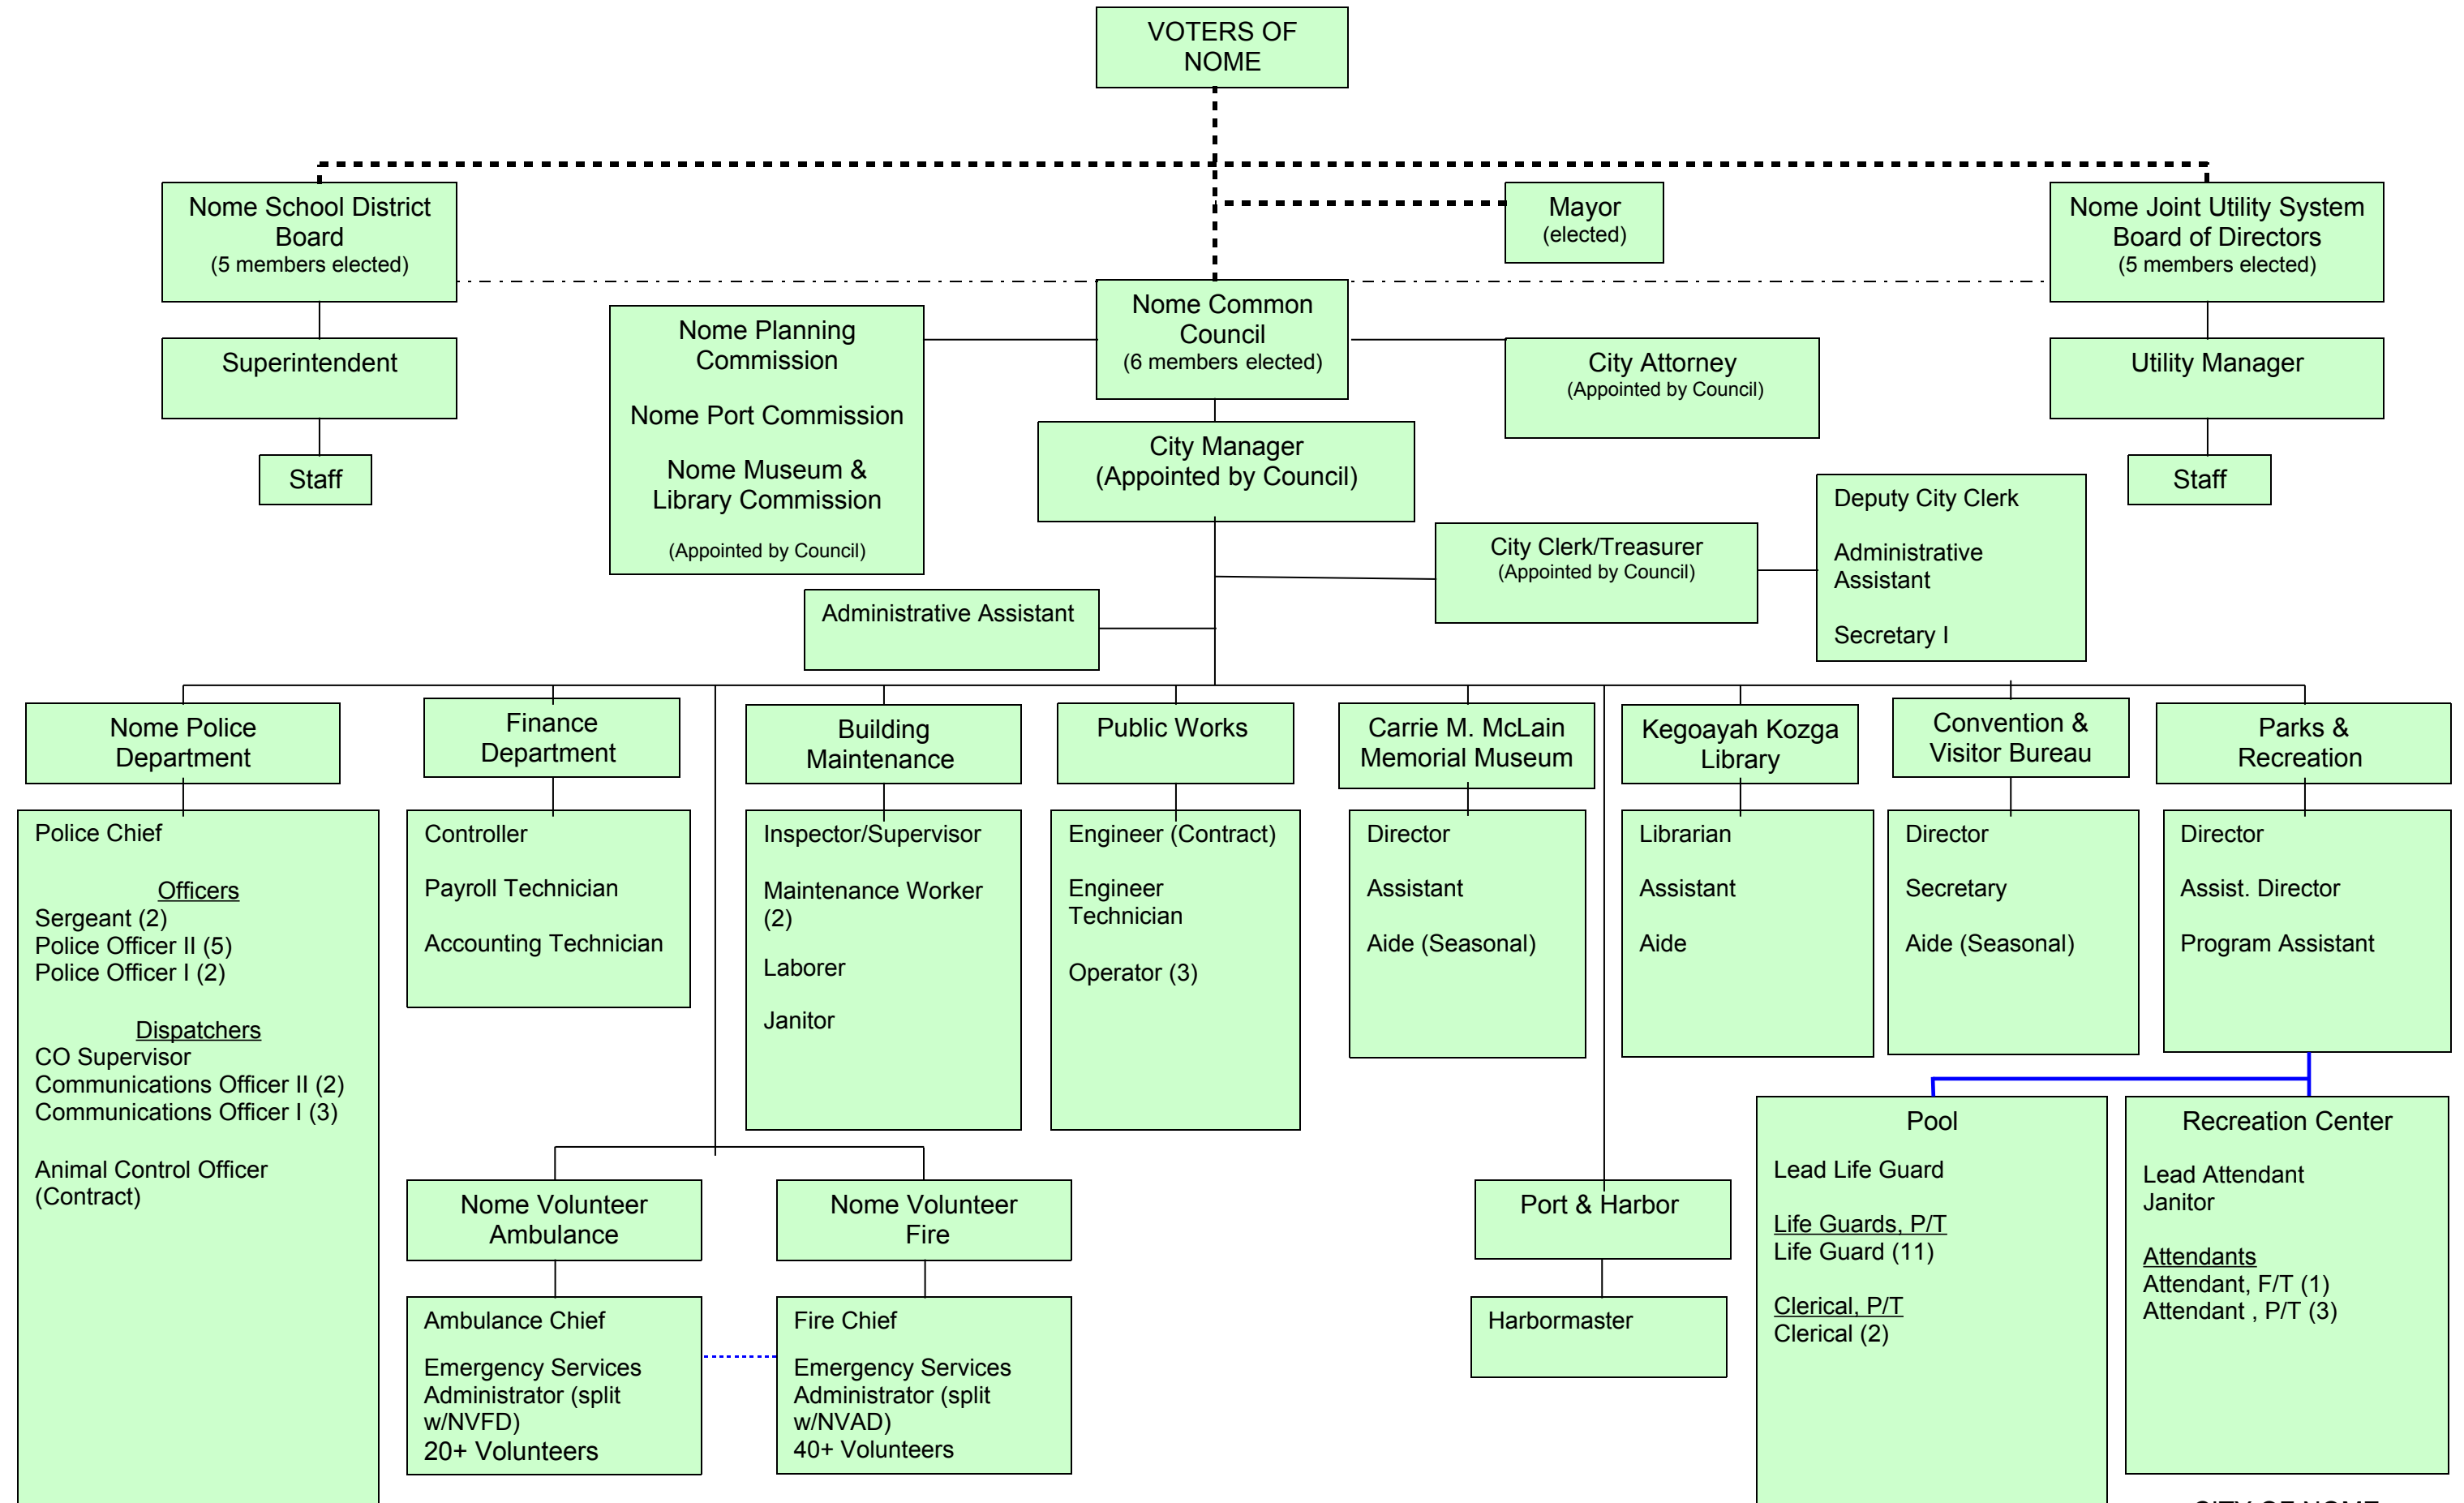 VOTERS OF
NOME
Nome School District
Board
(5 members elected)
Mayor
(elected)
Nome Joint Utility System
Board of Directors
(5 members elected)
Nome Common
Council
(6 members elected)
Nome Planning
Commission
Nome Port Commission
Nome Museum &
Library Commission
(Appointed by Council)
City Attorney
(Appointed by Council)
Superintendent
Utility Manager
City Manager
(Appointed by Council)
Staff
Staff
Deputy City Clerk
Administrative
Assistant
Secretary I
City Clerk/Treasurer
(Appointed by Council)
Administrative Assistant
Nome Police
Department
Finance
Department
Building
Maintenance
Public Works
Carrie M. McLain
Memorial Museum
Kegoayah Kozga
Library
Convention &
Visitor Bureau
Parks &
Recreation
Police Chief
Officers
Sergeant (2)
Police Officer II (5)
Police Officer I (2)
Dispatchers
CO Supervisor
Communications Officer II (2)
Communications Officer I (3)
Animal Control Officer
(Contract)
Controller
Payroll Technician
Accounting Technician
Inspector/Supervisor
Maintenance Worker
(2)
Laborer
Janitor
Engineer (Contract)
Engineer
Technician
Operator (3)
Director
Assistant
Aide (Seasonal)
Librarian
Assistant
Aide
Director
Secretary
Aide (Seasonal)
Director
Assist. Director
Program Assistant
Nome Volunteer
Ambulance
Nome Volunteer
Fire
Port & Harbor
Pool
Lead Life Guard
Life Guards, P/T
Life Guard (11)
Clerical, P/T
Clerical (2)
Recreation Center
Lead Attendant
Janitor
Attendants
Attendant, F/T (1)
Attendant , P/T (3)
Ambulance Chief
Emergency Services
Administrator (split
w/NVFD)
20+ Volunteers
Fire Chief
Emergency Services
Administrator (split
w/NVAD)
40+ Volunteers
Harbormaster
CITY OF NOME